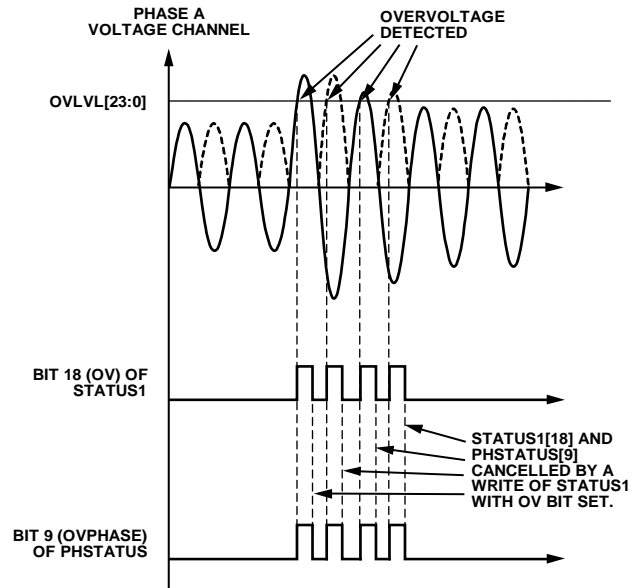 PHASE A
VOLTAGE CHANNEL
OVERVOLTAGE
DETECTED
OVLVL[23:0]
BIT 18 (OV) OF
STATUS1
STATUS1[18] AND
PHSTATUS[9]
CANCELLED BY A
WRITE OF STATUS1
WITH OV BIT SET.
BIT 9 (OVPHASE)
OF PHSTATUS